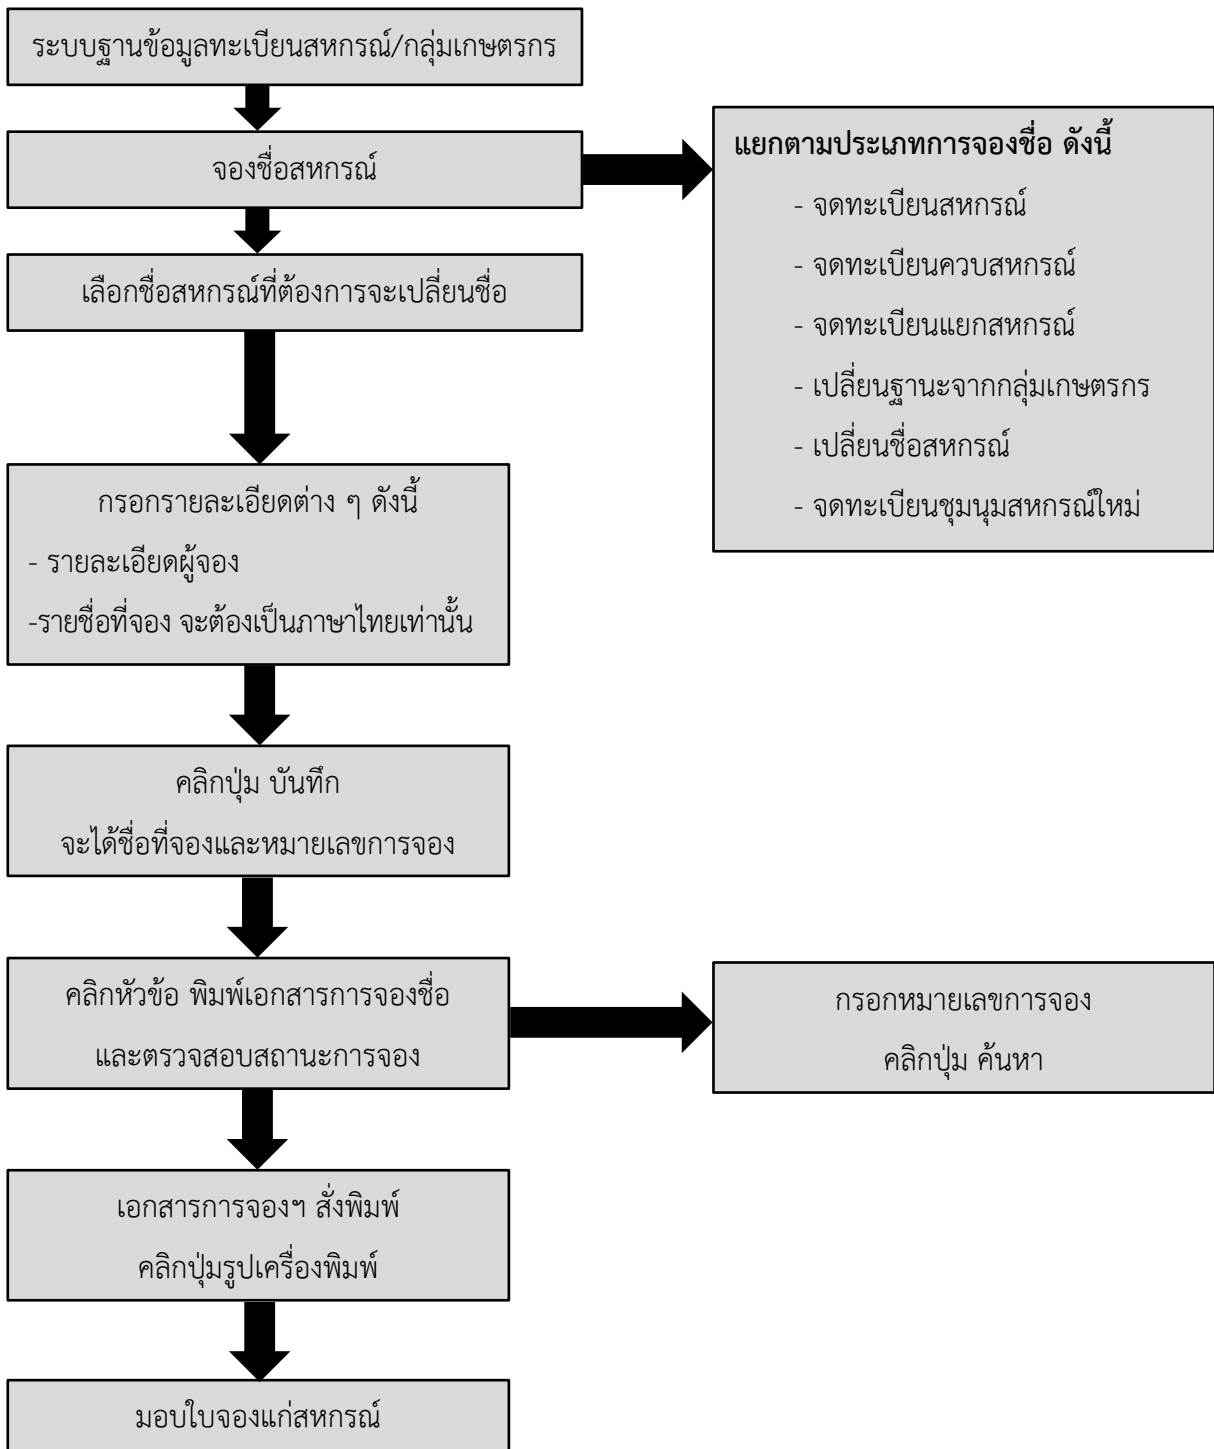 ระบบฐานข้อมูลทะเบียนสหกรณ์/กลุ่มเกษตรกร
จองชื่อสหกรณ์
แยกตามประเภทการจองชื่อ ดังนี้
- จดทะเบียนสหกรณ์
- จดทะเบียนควบสหกรณ์
- จดทะเบียนแยกสหกรณ์
- เปลี่ยนฐานะจากกลุ่มเกษตรกร
- เปลี่ยนชื่อสหกรณ์
- จดทะเบียนชุมนุมสหกรณ์ใหม่
เลือกชื่อสหกรณ์ที่ต้องการจะเปลี่ยนชื่อ
กรอกรายละเอียดต่าง ๆ ดังนี้
- รายละเอียดผู้จอง
-รายชื่อที่จอง จะต้องเป็นภาษาไทยเท่านั้น
คลิกปุ่ม บันทึก
จะได้ชื่อที่จองและหมายเลขการจอง
คลิกหัวข้อ พิมพ์เอกสารการจองชื่อ
และตรวจสอบสถานะการจอง
กรอกหมายเลขการจอง
คลิกปุ่ม ค้นหา
เอกสารการจองฯ สั่งพิมพ์
คลิกปุ่มรูปเครื่องพิมพ์
มอบใบจองแก่สหกรณ์